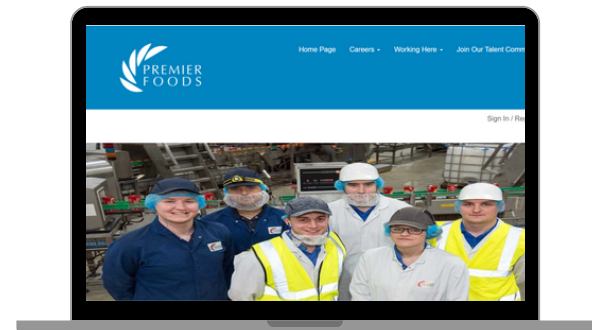 Home Page Careers Working Here Join Our Talent Comm
PREMIER
FOODS
Sign In / Re